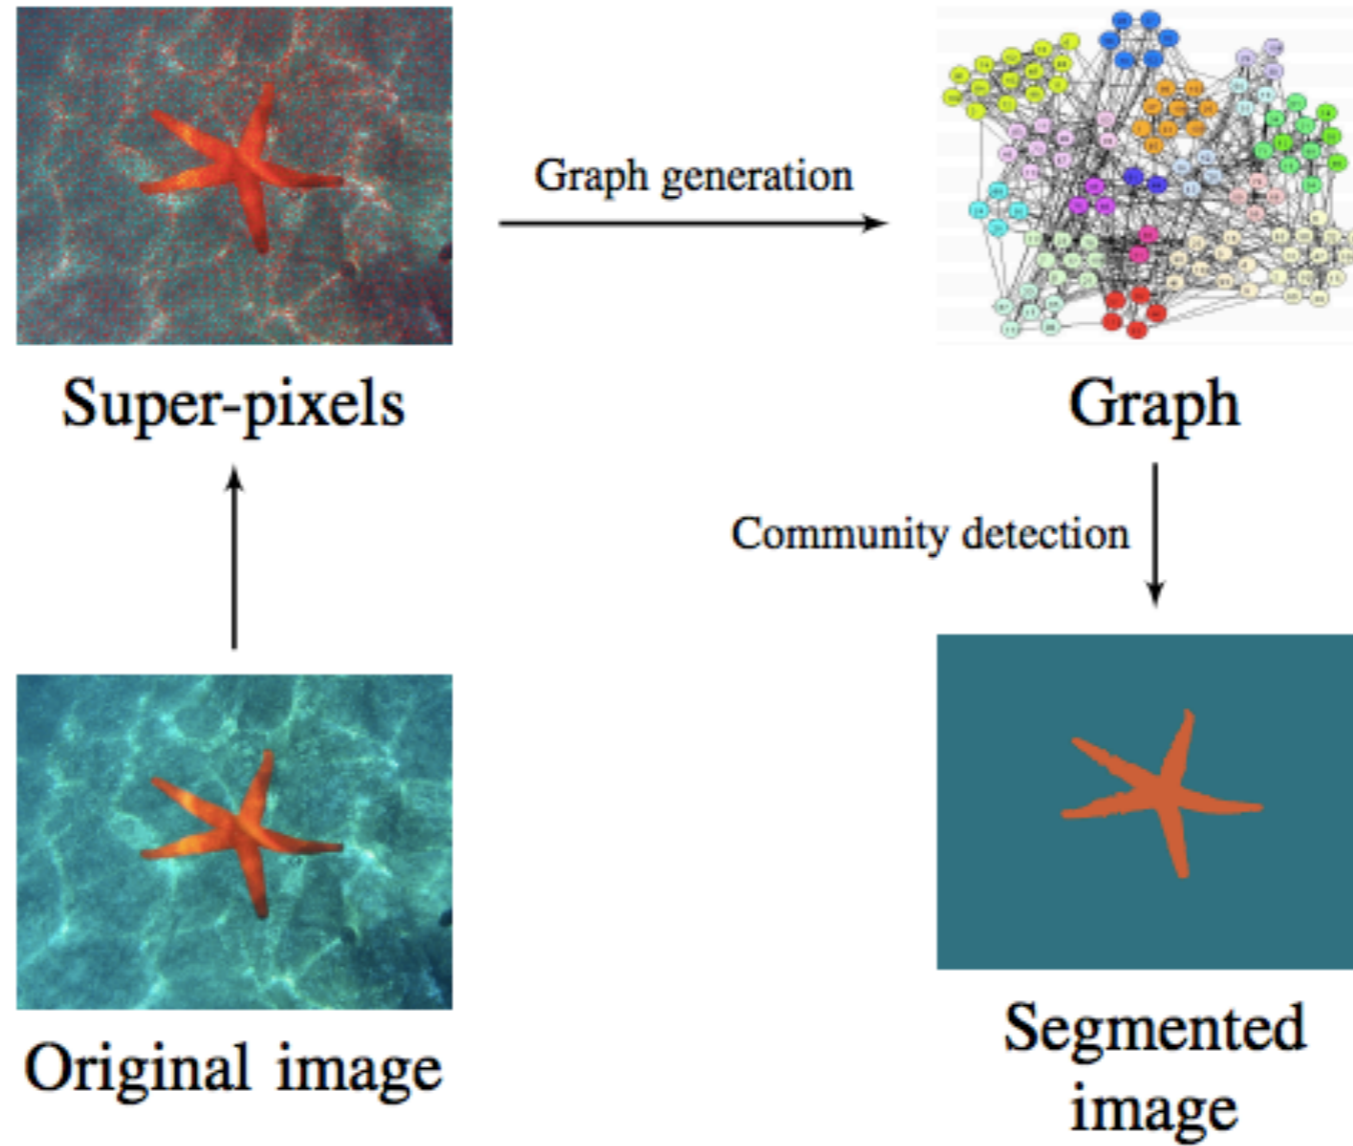 Graph generation
Super-pixels
Graph
Community detection
Original image
Segmented
image